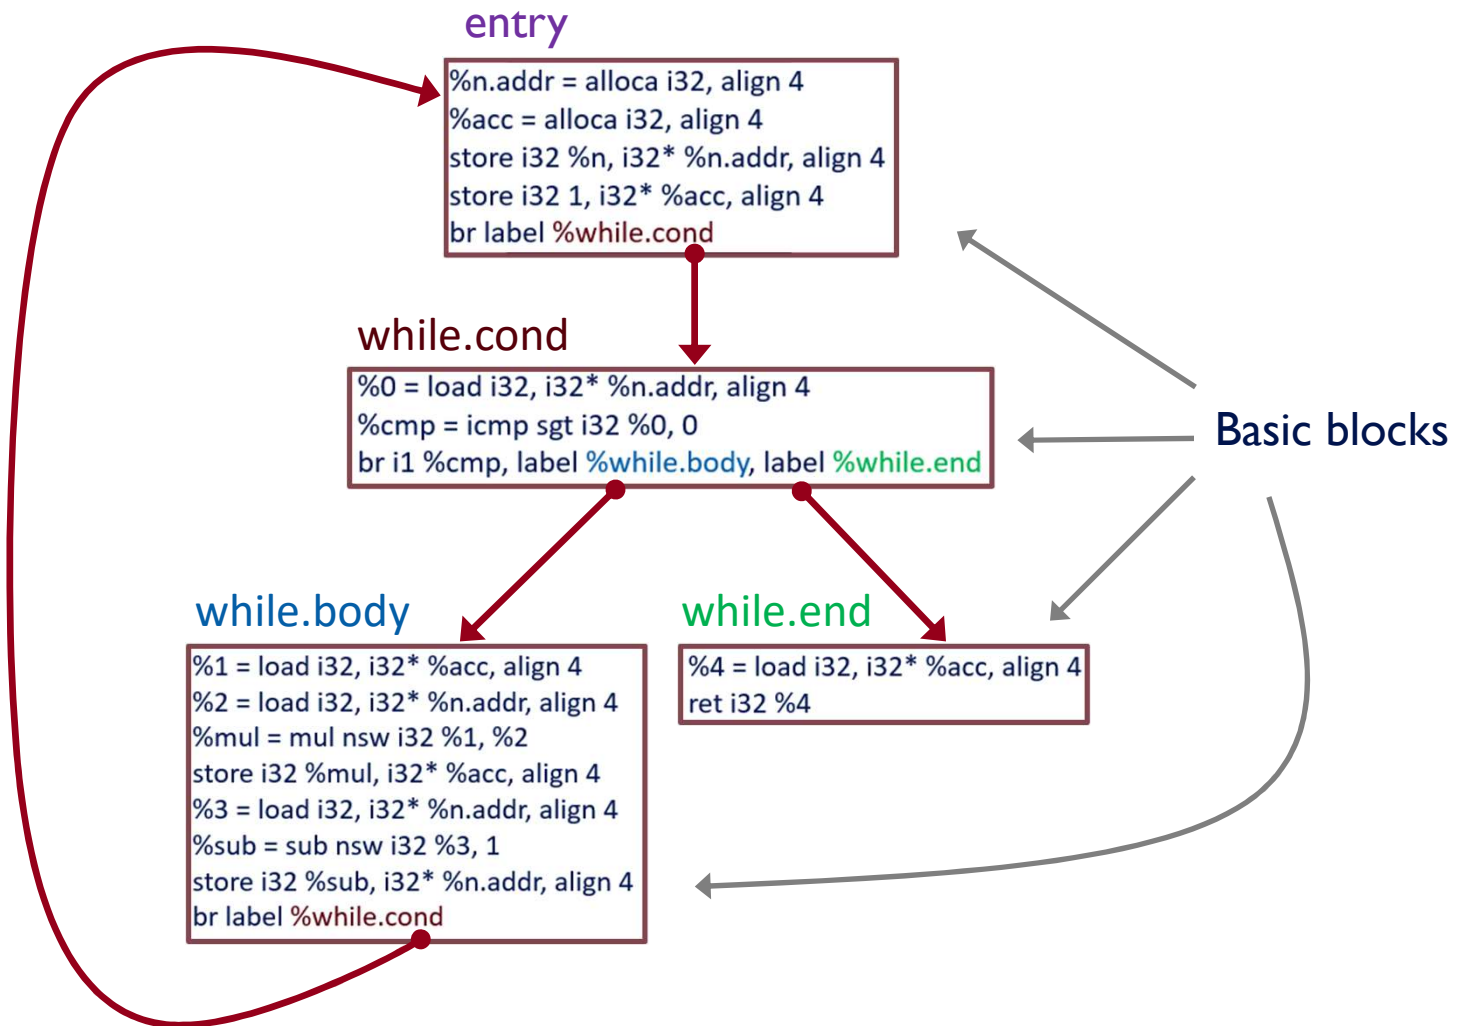 entry
%n.addr = alloca i32, align 4
%acc = alloca i32, align 4
store i32 %n, i32* %n.addr, align 4
store i32 1, i32* %acc, align 4
br label %while.cond
while.cond
%0 = load i32, i32* %n.addr, align 4
%cmp = icmp sgt i32 %0, 0
br i1 %cmp, label %while.body, label %while.end
Basic blocks
while.body
%1 = load i32, i32* %acc, align 4
%2 = load i32, i32* %n.addr, align 4
%mul = mul nsw i32 %1, %2
store i32 %mul, i32* %acc, align 4
%3 = load i32, i32* %n.addr, align 4
%sub = sub nsw i32 %3, 1
store i32 %sub, i32* %n.addr, align 4
br label %while.cond
while.end
%4 = load i32, i32* %acc, align 4
ret i32 %4